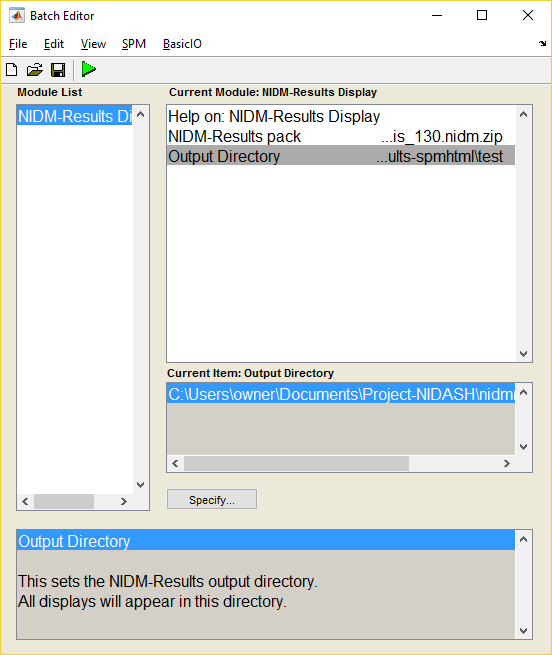 Batch Editor
File Edit View SPM BasicIO
Module List
Current Module: NIDM-Results Display
NIDM-Results Di
Help on: NIDM-Results Display
NIDM-Results pack ...is_130.nidm.zip
Output Directory ...ults-spmhtml\test
Current Item: Output Directory
C:\Users\owner\Documents\Project-NIDASH\nidm
Specify...
Output Directory
This sets the NIDM-Results output directory.
All displays will appear in this directory.